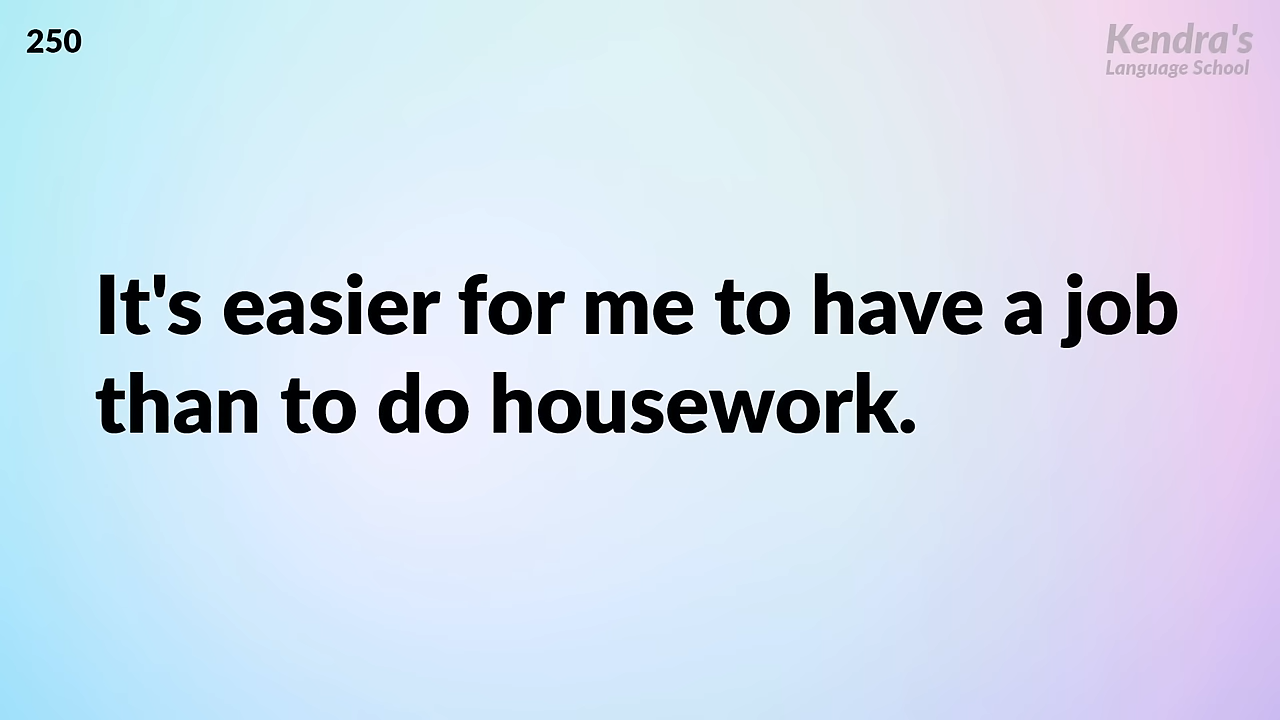 250
Kendra's
Language School
It's easier for me to have a job
than to do housework.